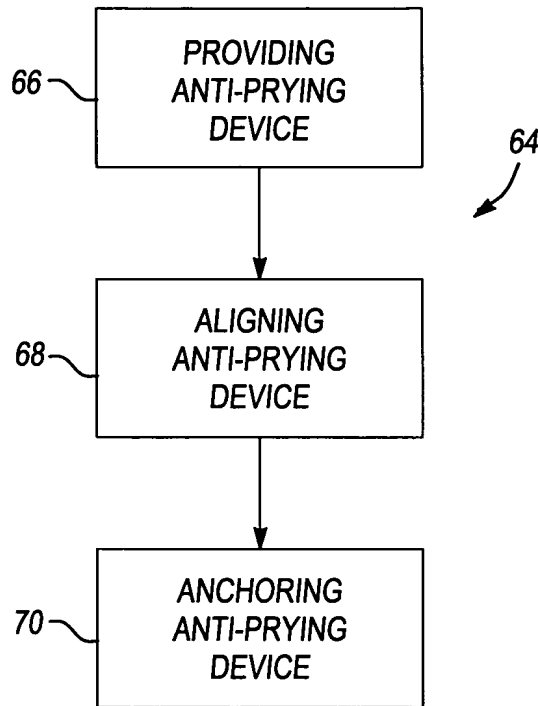 PROVIDING
ANTI-PRYING
DEVICE
66
64
ALIGNING
ANTI-PRYING
DEVICE
68
ANCHORING
ANTI-PRYING
DEVICE
70